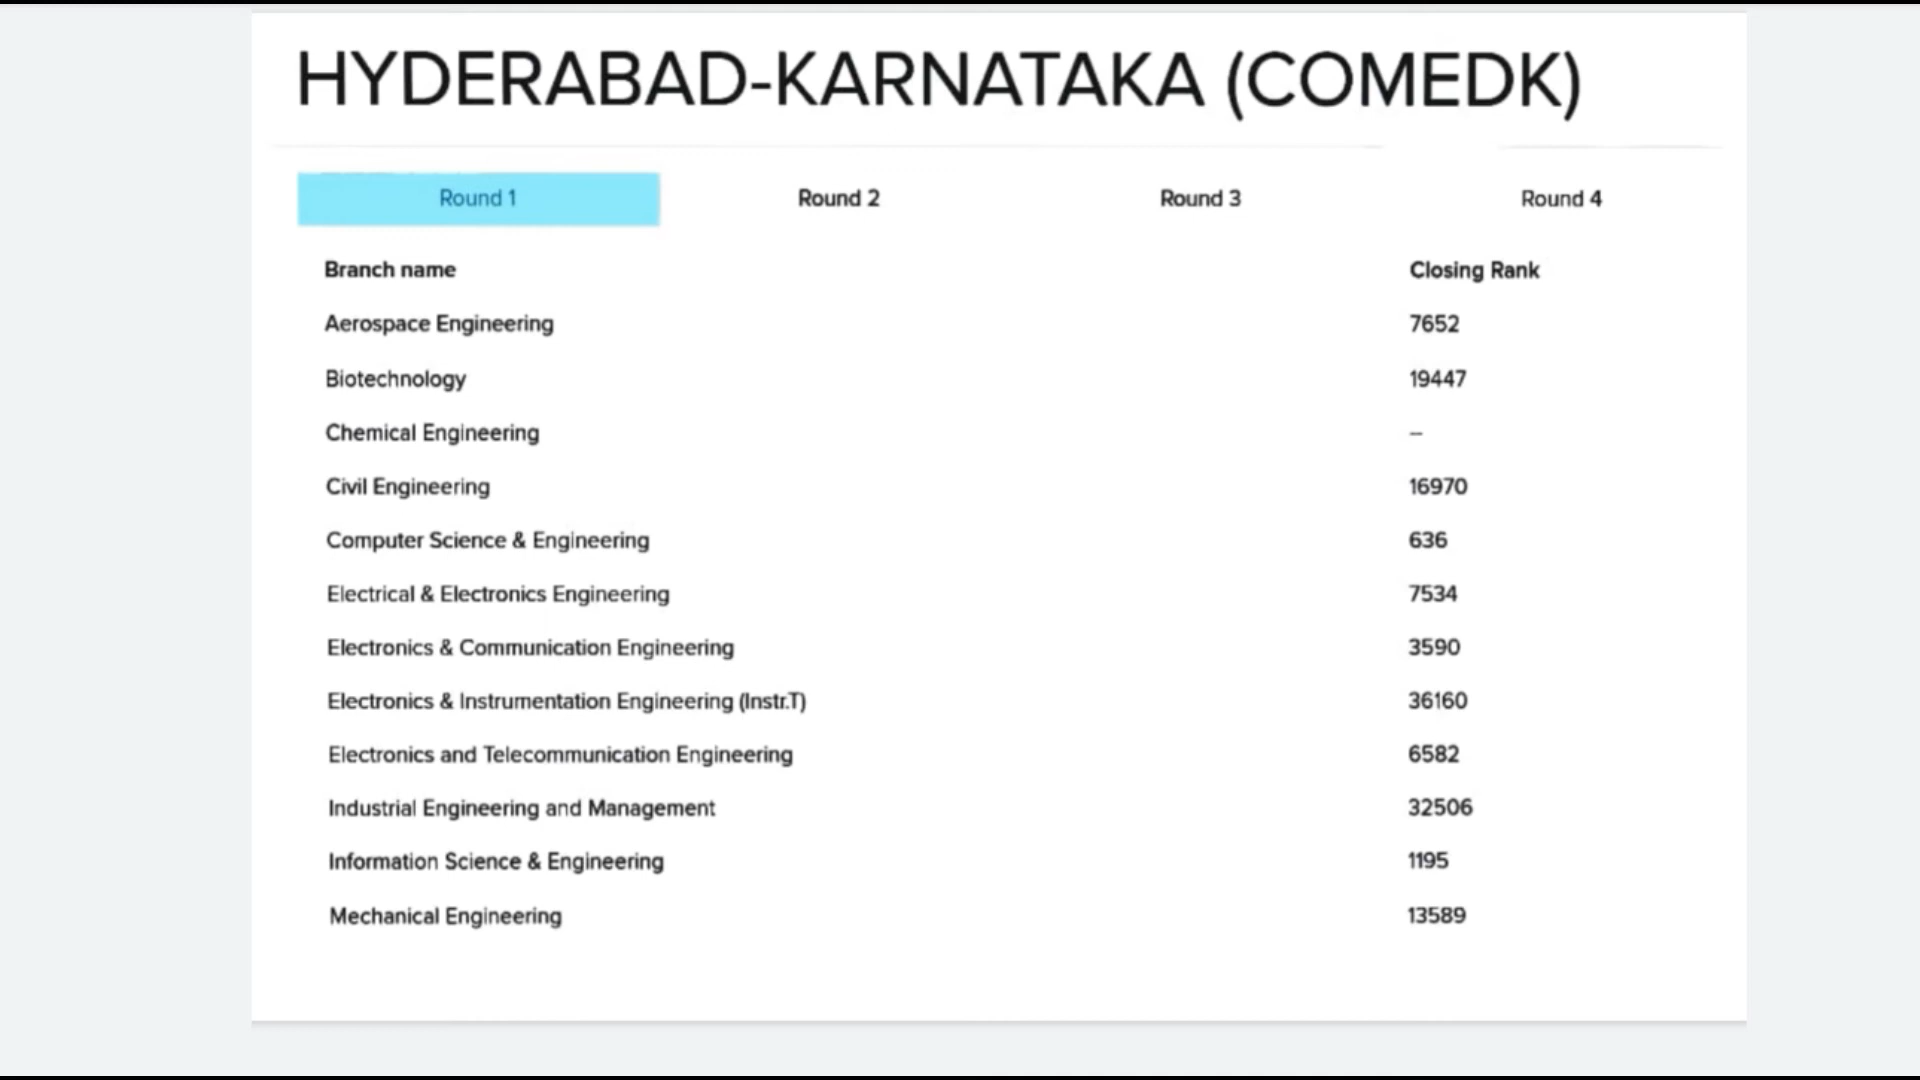 HYDERABAD-KARNATAKA (COMEDK)
Round 1 Round 2 Round 3 Round 4
Branch name Closing Rank
Aerospace Engineering 7652
Biotechnology 19447
Chemical Engineering –
Civil Engineering 16970
Computer Science & Engineering 636
Electrical & Electronics Engineering 7534
Electronics & Communication Engineering 3590
Electronics & Instrumentation Engineering (Instr.T) 36160
Electronics and Telecommunication Engineering 6582
Industrial Engineering and Management 32506
Information Science & Engineering 1195
Mechanical Engineering 13589